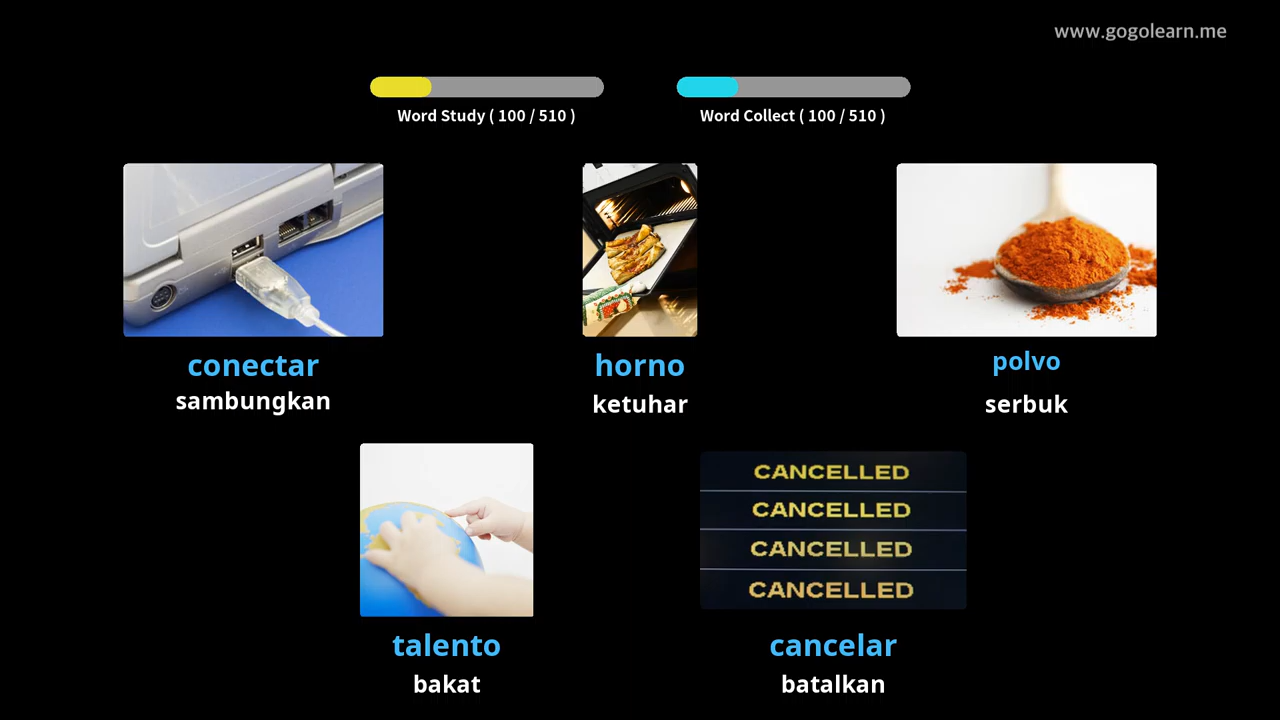 www.gogolearn.me
Word Study ( 100 / 510 )
Word Collect ( 100 / 510 )
conectar
sambungkan
horno
ketuhar
polvo
serbuk
CANCELLED
CANCELLED
CANCELLED
CANCELLED
talento
bakat
cancelar
batalkan